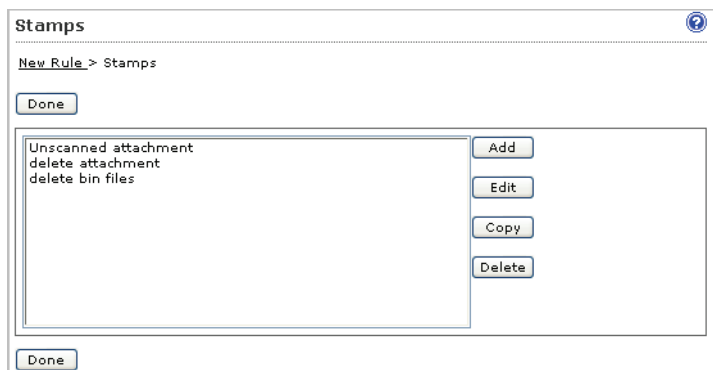 Stamps
?
New Rule > Stamps
Done
Unscanned attachment
delete attachment
delete bin files
Add
Edit
Copy
Delete
Done